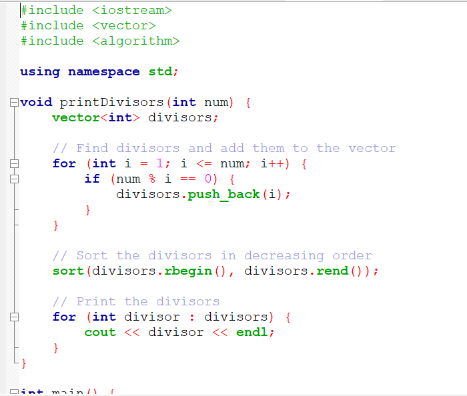 #include <iostream>
#include <vector>
#include <algorithm>
using namespace std;
void printDivisors(int num) {
vector<int> divisors;
// Find divisors and add them to the vector
for (int i = 1; i <= num; i++) {
if (num % i == 0) {
divisors.push_back(i);
}
}
// Sort the divisors in decreasing order
sort(divisors.rbegin(), divisors.rend());
// Print the divisors
for (int divisor : divisors) {
cout << divisor << endl;
}
}
int main() {